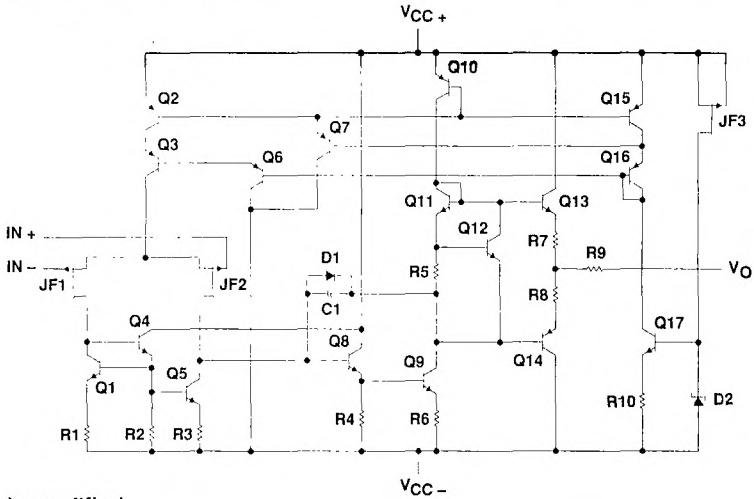 VCC+
Q10
Q2
Q7
Q15
JF3
Q3
Q6
Q16
Q11
Q13
IN +
Q12
R7
R9
IN −
D1
R5
VO
JF1
JF2
R8
C1
Q4
Q8
Q9
Q14
Q17
Q1
Q5
R10
D2
R1
R2
R3
R4
R6
VCC−